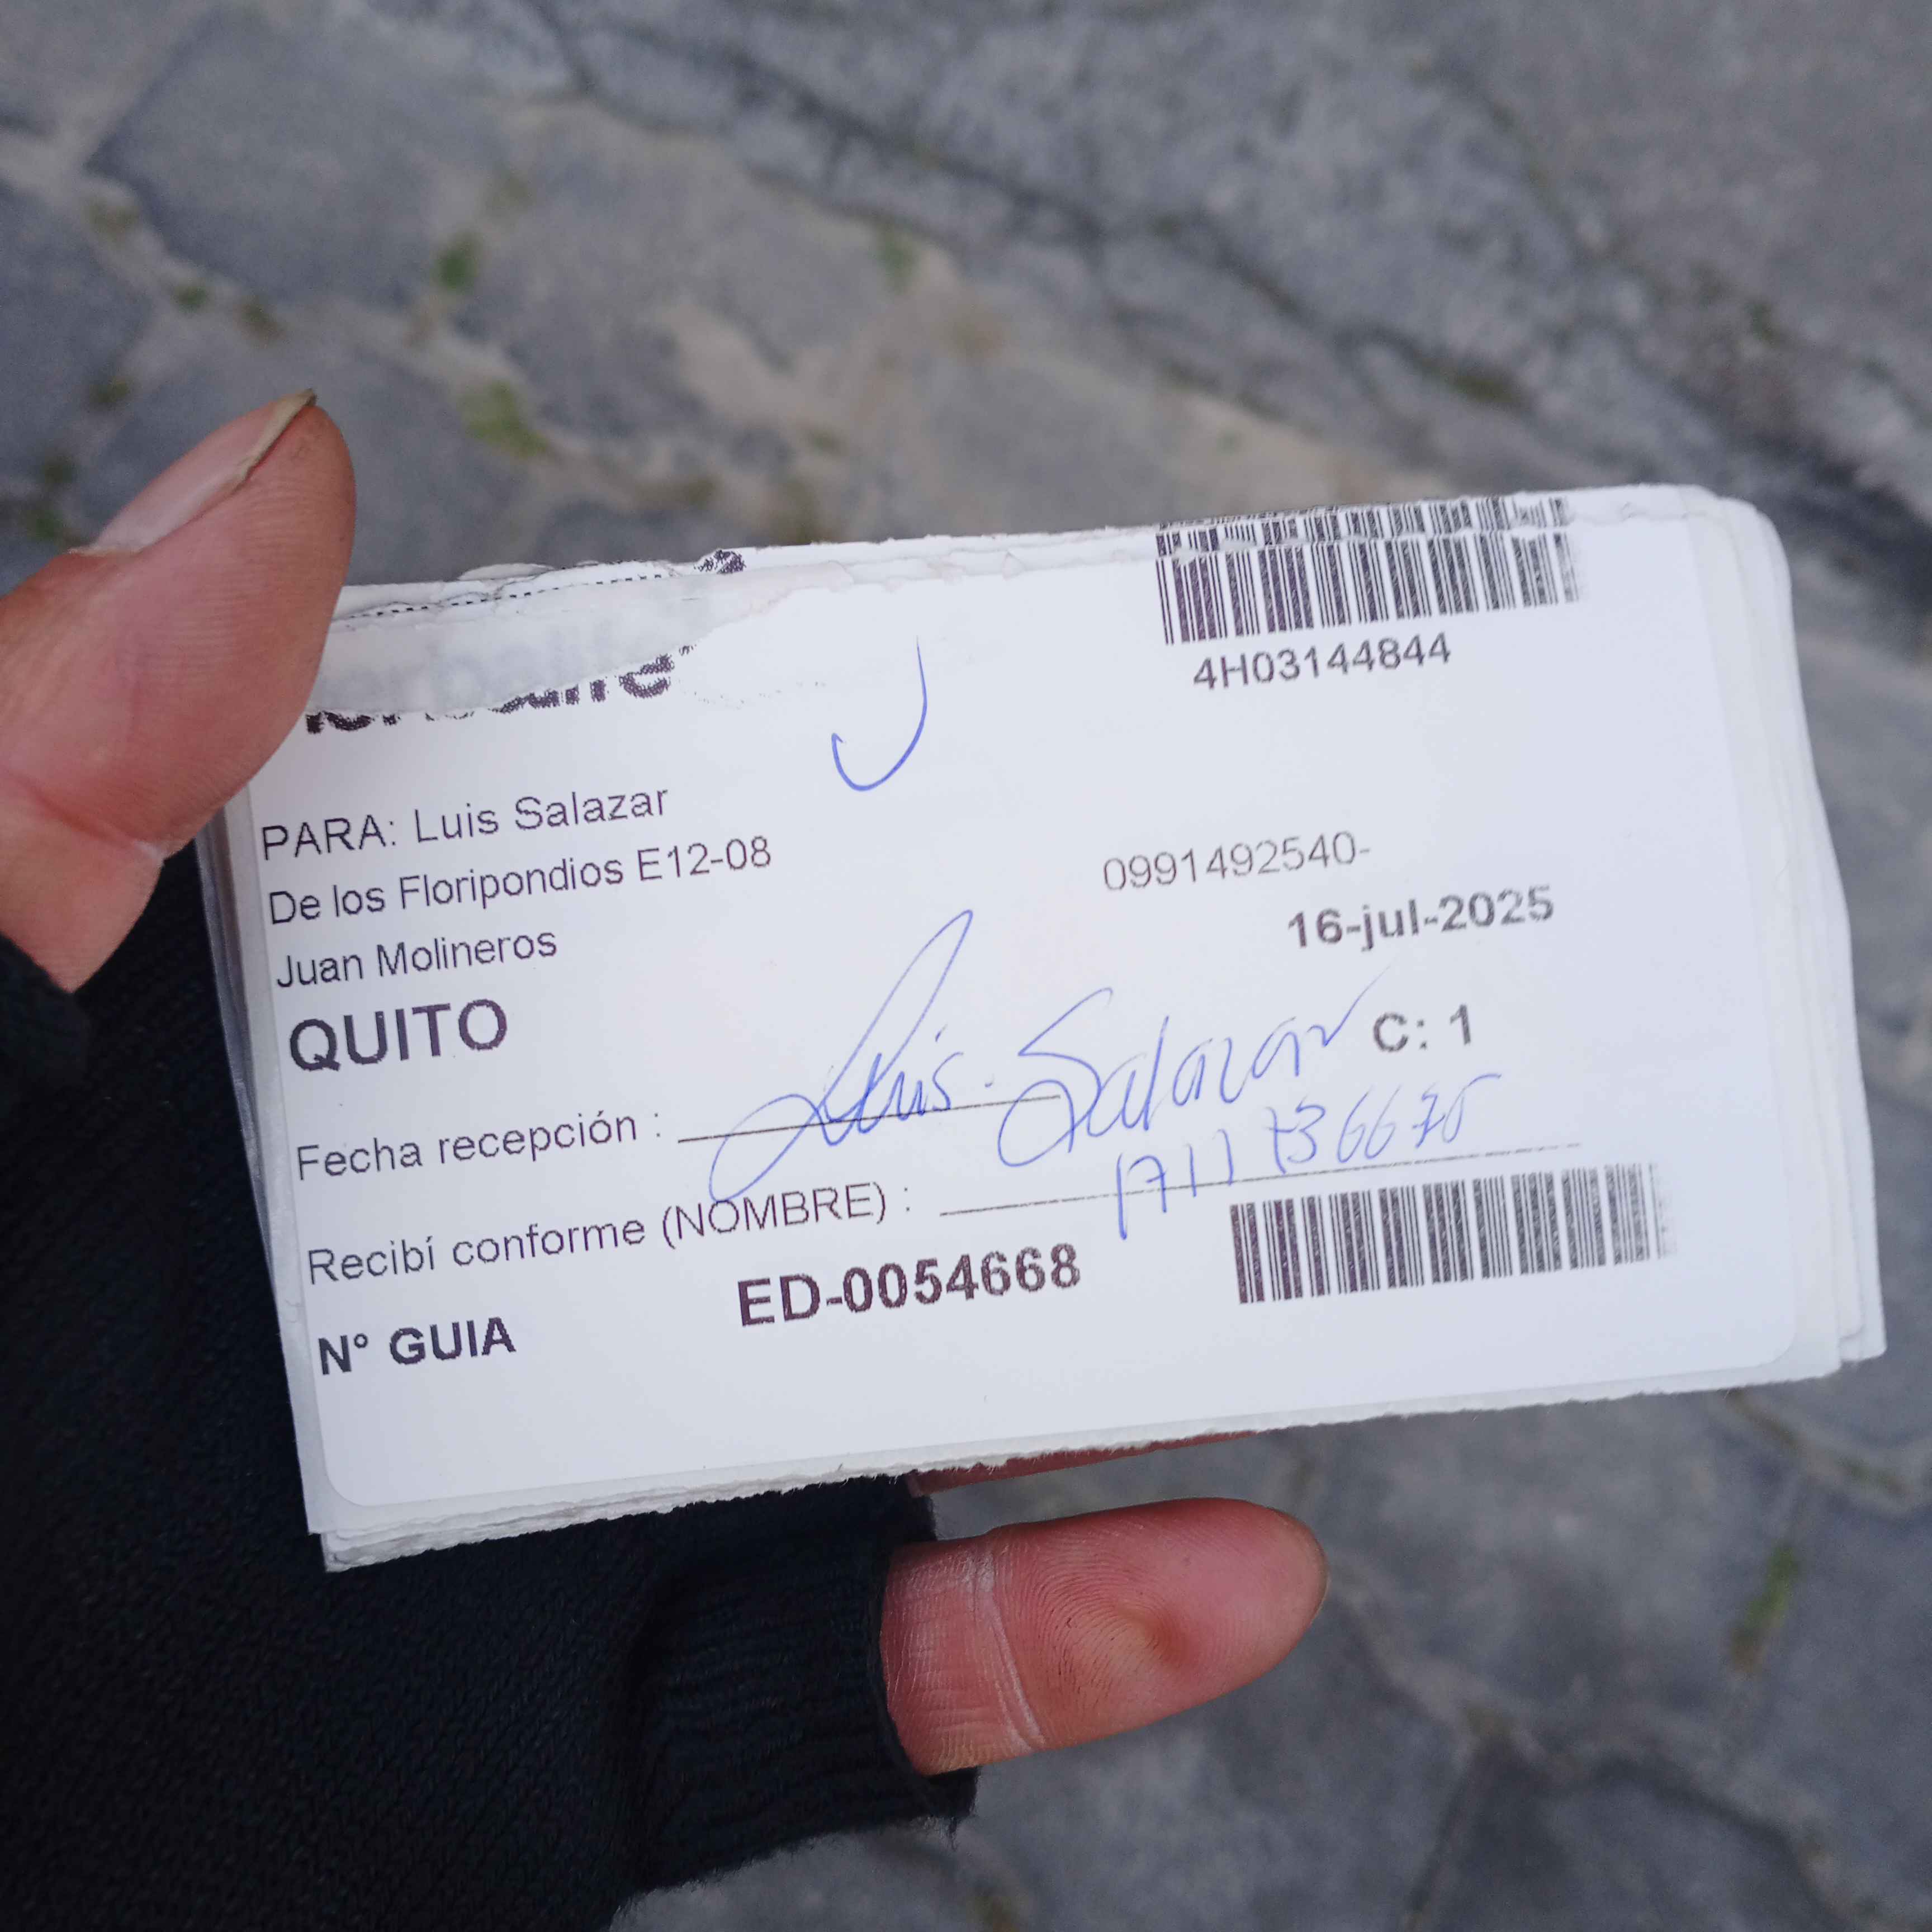 4H03144844
PARA: Luis Salazar
De los Floripondios E12-08
0991492540-
Juan Molineros
16-jul-2025
QUITO
C: 1
Fecha recepción :
Luis Salazar
Recibí conforme (NOMBRE) :
N° GUIA
ED-0054668